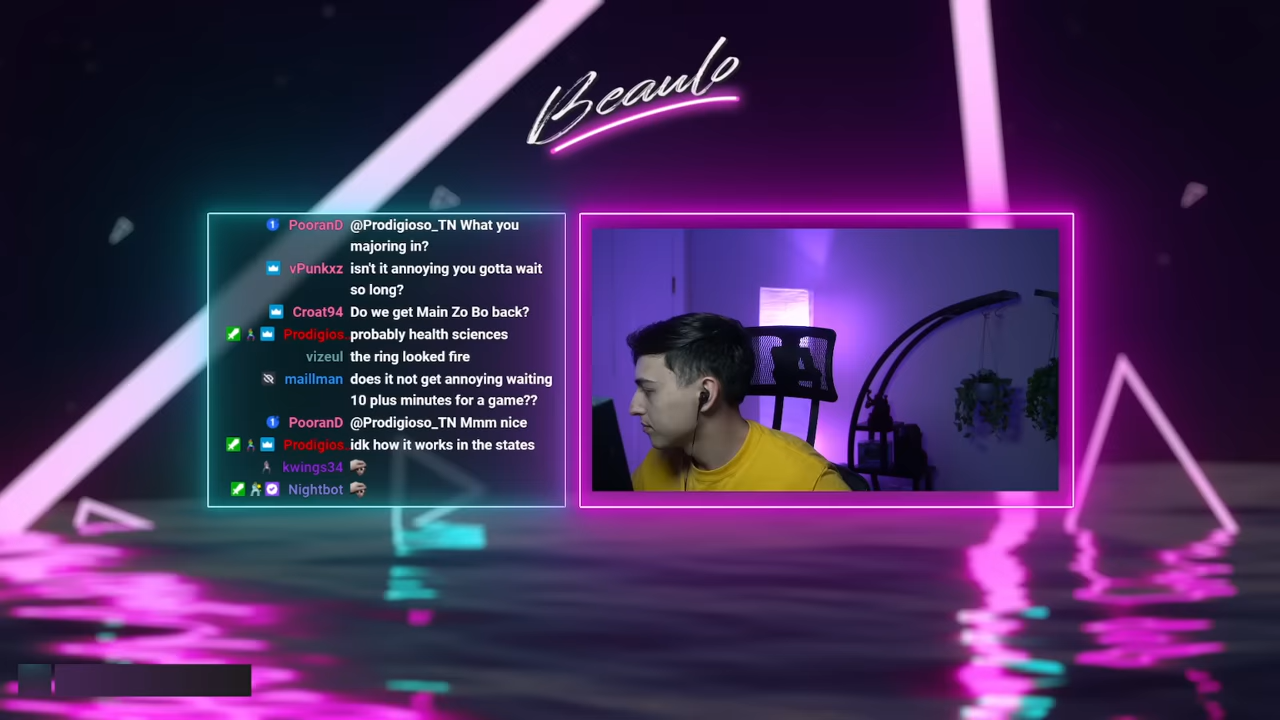 Beaulo
1 PooranD @Prodigioso_TN What you
majoring in?
vPunkxz isn't it annoying you gotta wait
so long?
Croat94 Do we get Main Zo Bo back?
Prodigios.. probably health sciences
vizeul the ring looked fire
maillman does it not get annoying waiting
10 plus minutes for a game??
1 PooranD @Prodigioso_TN Mmm nice
Prodigios.. idk how it works in the states
kwings34
Nightbot